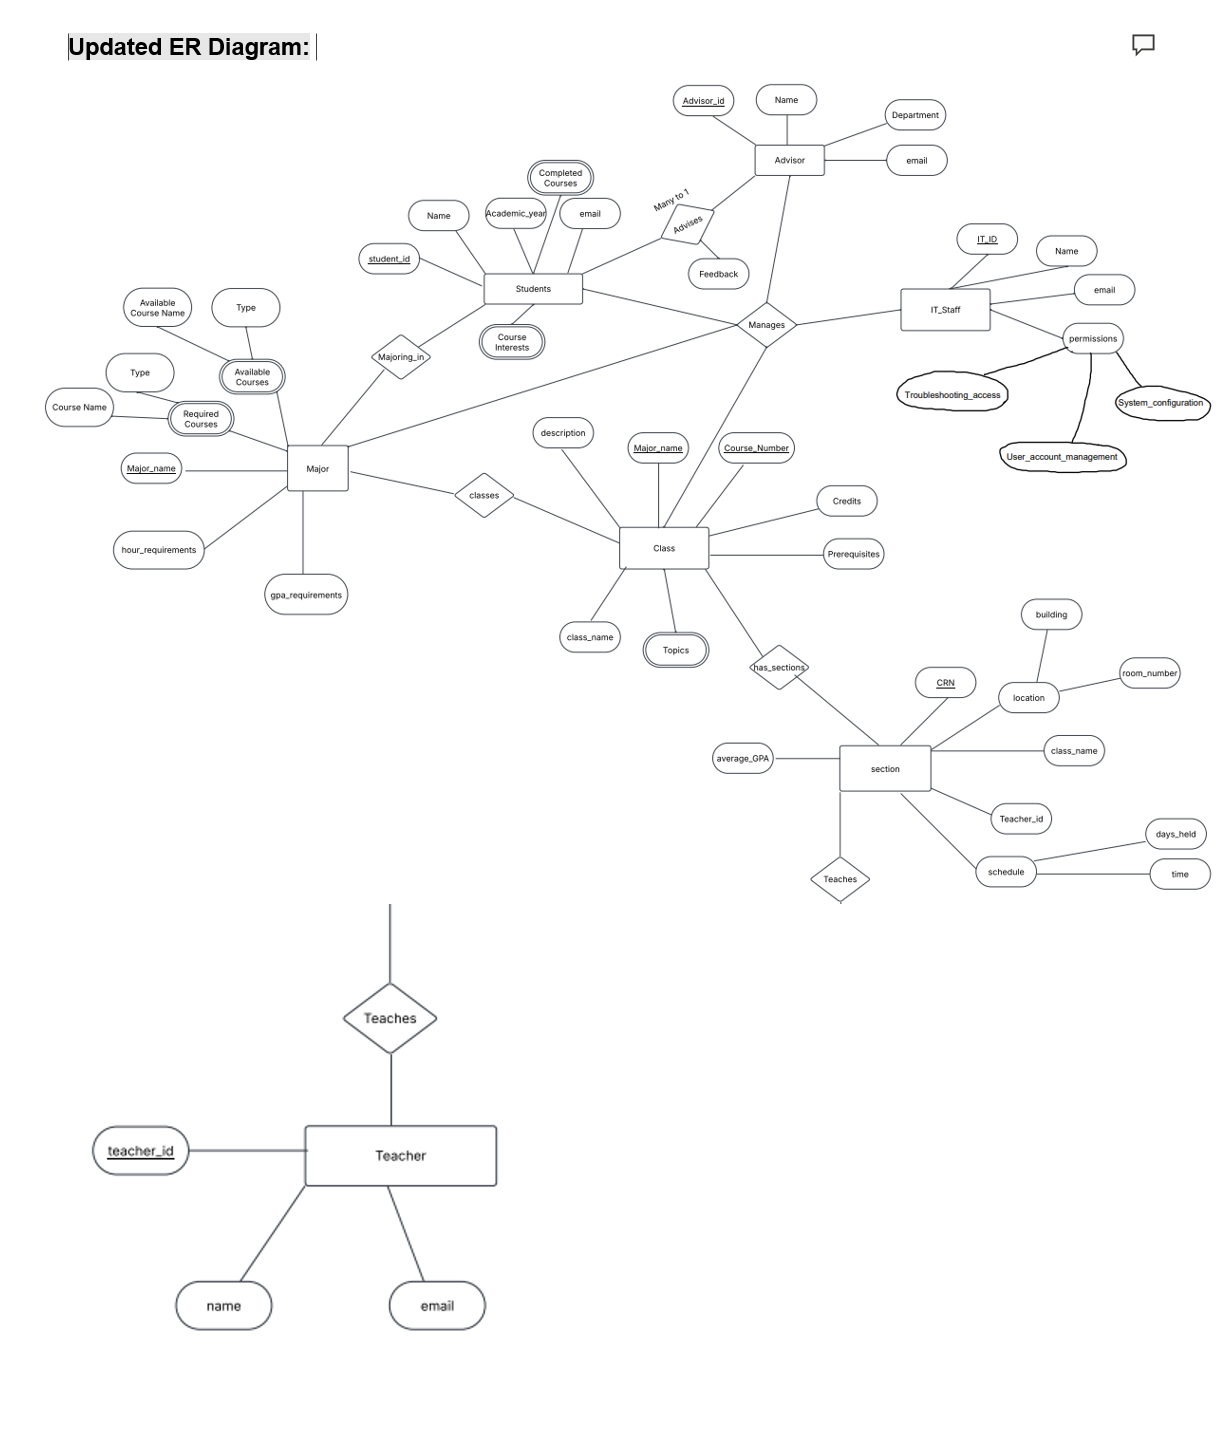 Updated ER Diagram:
Advisor_id
Name
Department
Advisor
email
Completed
Courses
Many to 1
Name
Academic_year
email
Advises
student_id
Feedback
IT_ID
Name
Students
email
IT_Staff
Available
Course Name
Type
Manages
permissions
Course
Interests
Majoring_in
Type
Available
Courses
Troubleshooting_access
System_configuration
Course Name
Required
Courses
description
Major_name
Course_Number
User_account_management
Major_name
Major
classes
Credits
hour_requirements
Class
Prerequisites
gpa_requirements
building
class_name
Topics
has_sections
CRN
location
room_number
average_GPA
section
class_name
Teacher_id
days_held
Teaches
schedule
time
Teaches
teacher_id
Teacher
name
email